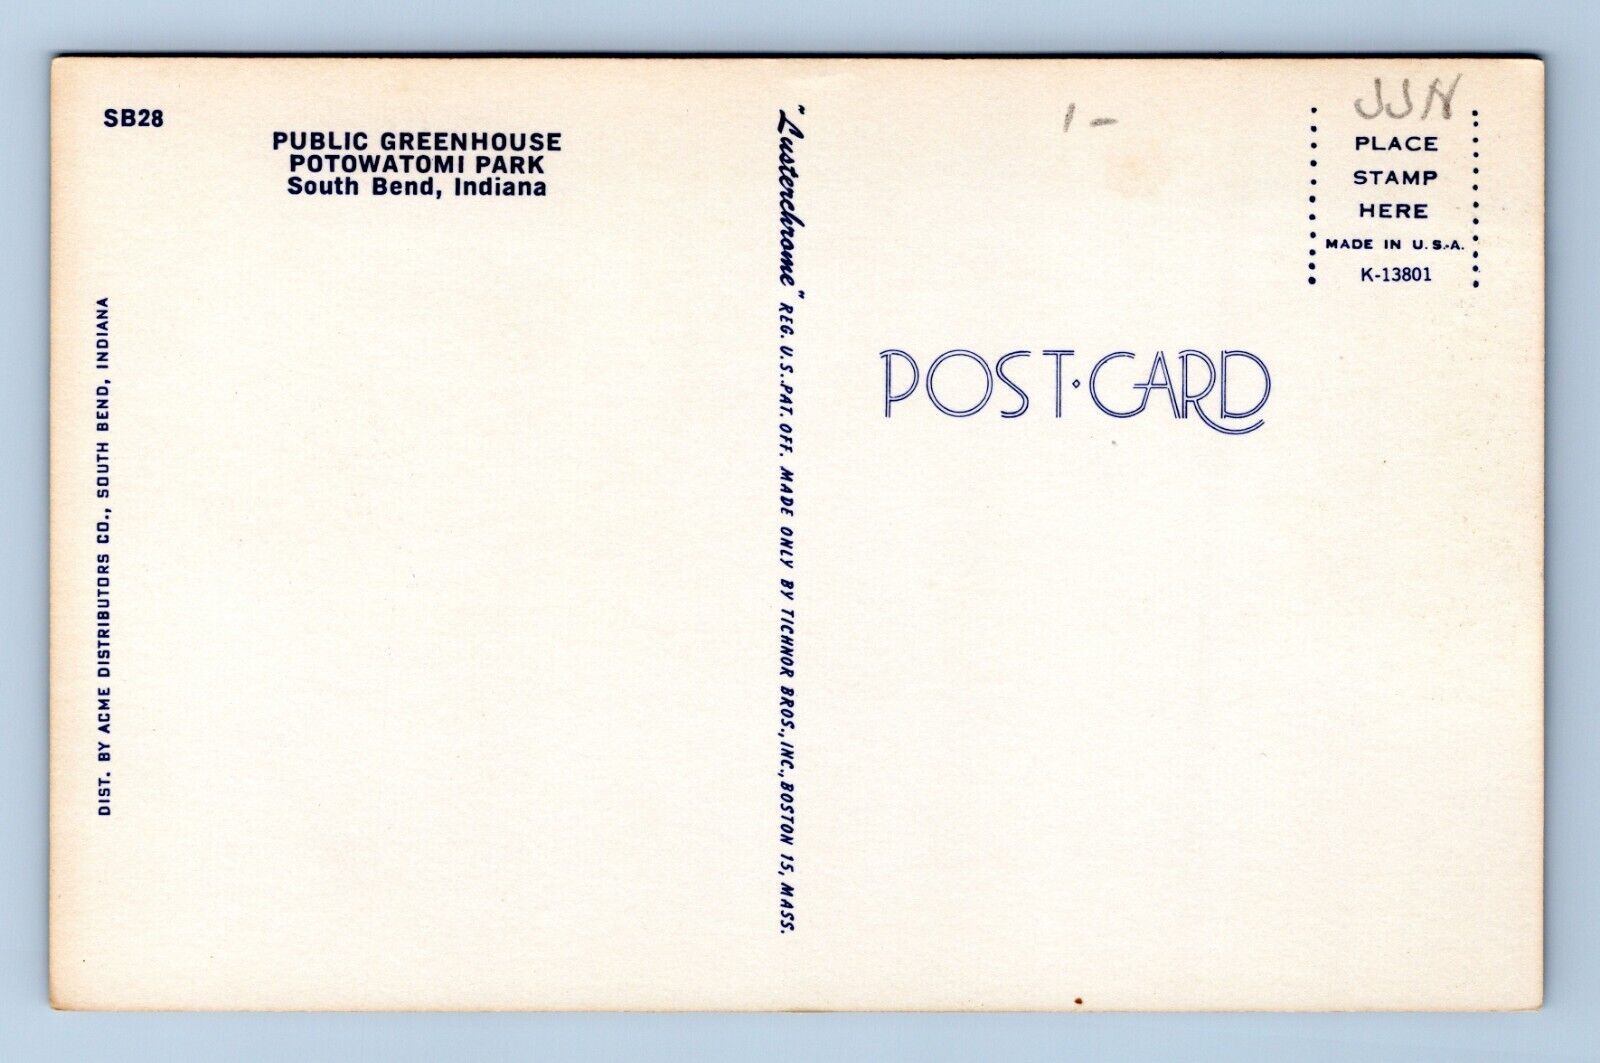 SB28
PUBLIC GREENHOUSE
POTOWATOMI PARK
South Bend, Indiana
DIST. BY ACME DISTRIBUTORS CO., SOUTH BEND, INDIANA
"Lusterchrome" REG. U.S. PAT. OFF. MADE ONLY BY TICHNOR BROS., INC., BOSTON 15, MASS.
1 -
JJN
PLACE
STAMP
HERE
MADE IN U.S.A.
K-13801
POST·CARD